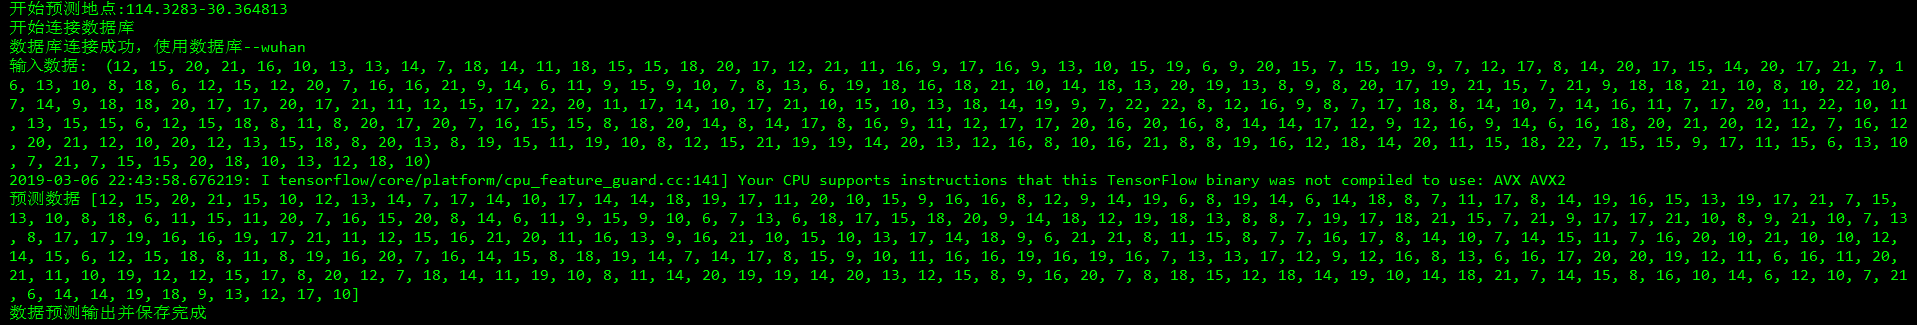 开始预测地点:114.3283-30.364813
开始连接数据库
数据库连接成功，使用数据库--wuhan
输入数据: (12, 15, 20, 21, 16, 10, 13, 13, 14, 7, 18, 14, 11, 18, 15, 15, 18, 20, 17, 12, 21, 11, 16, 9, 17, 16, 9, 13, 10, 15, 19, 6, 9, 20, 15, 7, 15, 19, 9, 7, 12, 17, 8, 14, 20, 17, 15, 14, 20, 17, 21, 7, 1
6, 13, 10, 8, 18, 6, 12, 15, 12, 20, 7, 16, 16, 21, 9, 14, 6, 11, 9, 15, 9, 10, 7, 8, 13, 6, 19, 18, 16, 18, 21, 10, 14, 18, 13, 20, 19, 13, 8, 9, 8, 20, 17, 19, 21, 15, 7, 21, 9, 18, 18, 21, 10, 8, 10, 22, 10,
7, 14, 9, 18, 18, 20, 17, 17, 20, 17, 21, 11, 12, 15, 17, 22, 20, 11, 17, 14, 10, 17, 21, 10, 15, 10, 13, 18, 14, 19, 9, 7, 22, 22, 8, 12, 16, 9, 8, 7, 17, 18, 8, 14, 10, 7, 14, 16, 11, 7, 17, 20, 11, 22, 10, 11
, 13, 15, 15, 6, 12, 15, 18, 8, 11, 8, 20, 17, 20, 7, 16, 15, 15, 8, 18, 20, 14, 8, 14, 17, 8, 16, 9, 11, 12, 17, 17, 20, 16, 20, 16, 8, 14, 14, 17, 12, 9, 12, 16, 9, 14, 6, 16, 18, 20, 21, 20, 12, 12, 7, 16, 12
, 20, 21, 12, 10, 20, 12, 13, 15, 18, 8, 20, 13, 8, 19, 15, 11, 19, 10, 8, 12, 15, 21, 19, 19, 14, 20, 13, 12, 16, 8, 10, 16, 21, 8, 8, 19, 16, 12, 18, 14, 20, 11, 15, 18, 22, 7, 15, 15, 9, 17, 11, 15, 6, 13, 10
, 7, 21, 7, 15, 15, 20, 18, 10, 13, 12, 18, 10)
2019-03-06 22:43:58.676219: I tensorflow/core/platform/cpu_feature_guard.cc:141] Your CPU supports instructions that this TensorFlow binary was not compiled to use: AVX AVX2
预测数据 [12, 15, 20, 21, 15, 10, 12, 13, 14, 7, 17, 14, 10, 17, 14, 14, 18, 19, 17, 11, 20, 10, 15, 9, 16, 16, 8, 12, 9, 14, 19, 6, 8, 19, 14, 6, 14, 18, 8, 7, 11, 17, 8, 14, 19, 16, 15, 13, 19, 17, 21, 7, 15,
13, 10, 8, 18, 6, 11, 15, 11, 20, 7, 16, 15, 20, 8, 14, 6, 11, 9, 15, 9, 10, 6, 7, 13, 6, 18, 17, 15, 18, 20, 9, 14, 18, 12, 19, 18, 13, 8, 8, 7, 19, 17, 18, 21, 15, 7, 21, 9, 17, 17, 21, 10, 8, 9, 21, 10, 7, 13
, 8, 17, 17, 19, 16, 16, 19, 17, 21, 11, 12, 15, 16, 21, 20, 11, 16, 13, 9, 16, 21, 10, 15, 10, 13, 17, 14, 18, 9, 6, 21, 21, 8, 11, 15, 8, 7, 7, 16, 17, 8, 14, 10, 7, 14, 15, 11, 7, 16, 20, 10, 21, 10, 10, 12,
14, 15, 6, 12, 15, 18, 8, 11, 8, 19, 16, 20, 7, 16, 14, 15, 8, 18, 19, 14, 7, 14, 17, 8, 15, 9, 10, 11, 16, 16, 19, 16, 19, 16, 7, 13, 13, 17, 12, 9, 12, 16, 8, 13, 6, 16, 17, 20, 20, 19, 12, 11, 6, 16, 11, 20,
21, 11, 10, 19, 12, 12, 15, 17, 8, 20, 12, 7, 18, 14, 11, 19, 10, 8, 11, 14, 20, 19, 19, 14, 20, 13, 12, 15, 8, 9, 16, 20, 7, 8, 18, 15, 12, 18, 14, 19, 10, 14, 18, 21, 7, 14, 15, 8, 16, 10, 14, 6, 12, 10, 7, 21
, 6, 14, 14, 19, 18, 9, 13, 12, 17, 10]
数据预测输出并保存完成